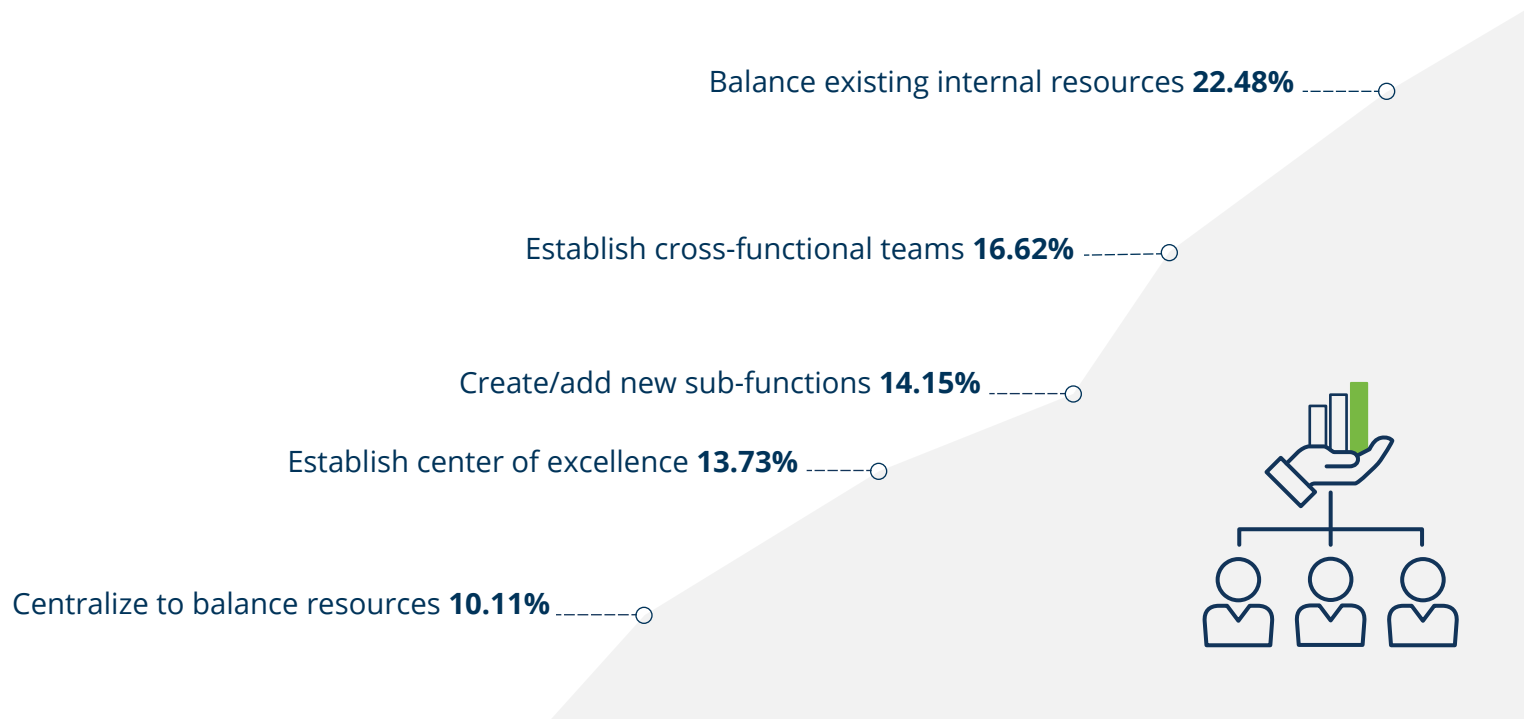 Balance existing internal resources 22.48%
Establish cross-functional teams 16.62%
Create/add new sub-functions 14.15%
Establish center of excellence 13.73%
Centralize to balance resources 10.11%